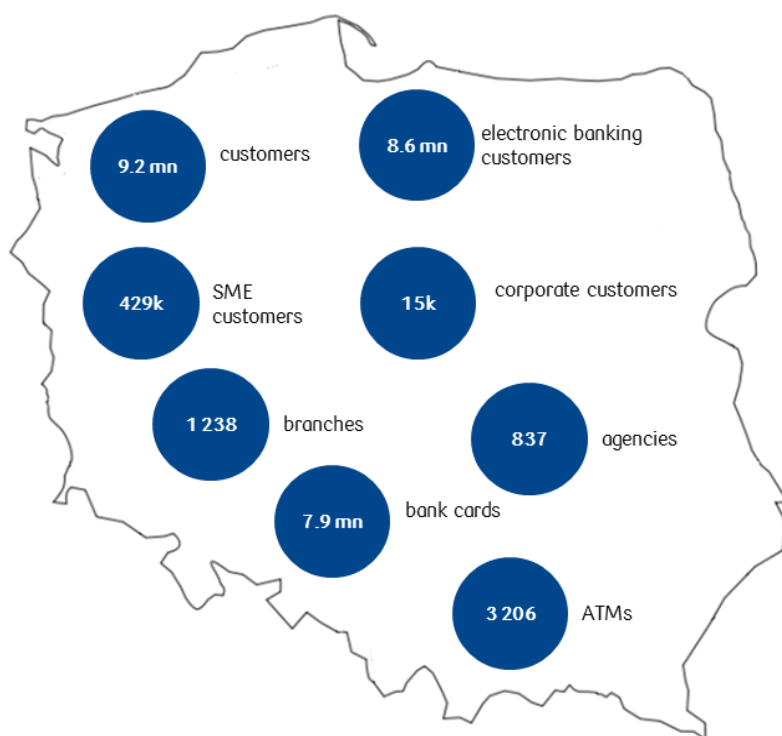 9.2 mn
customers
8.6 mn
electronic banking
customers
429k
SME
customers
15k
corporate customers
1 238
branches
837
agencies
7.9 mn
bank cards
3 206
ATMs